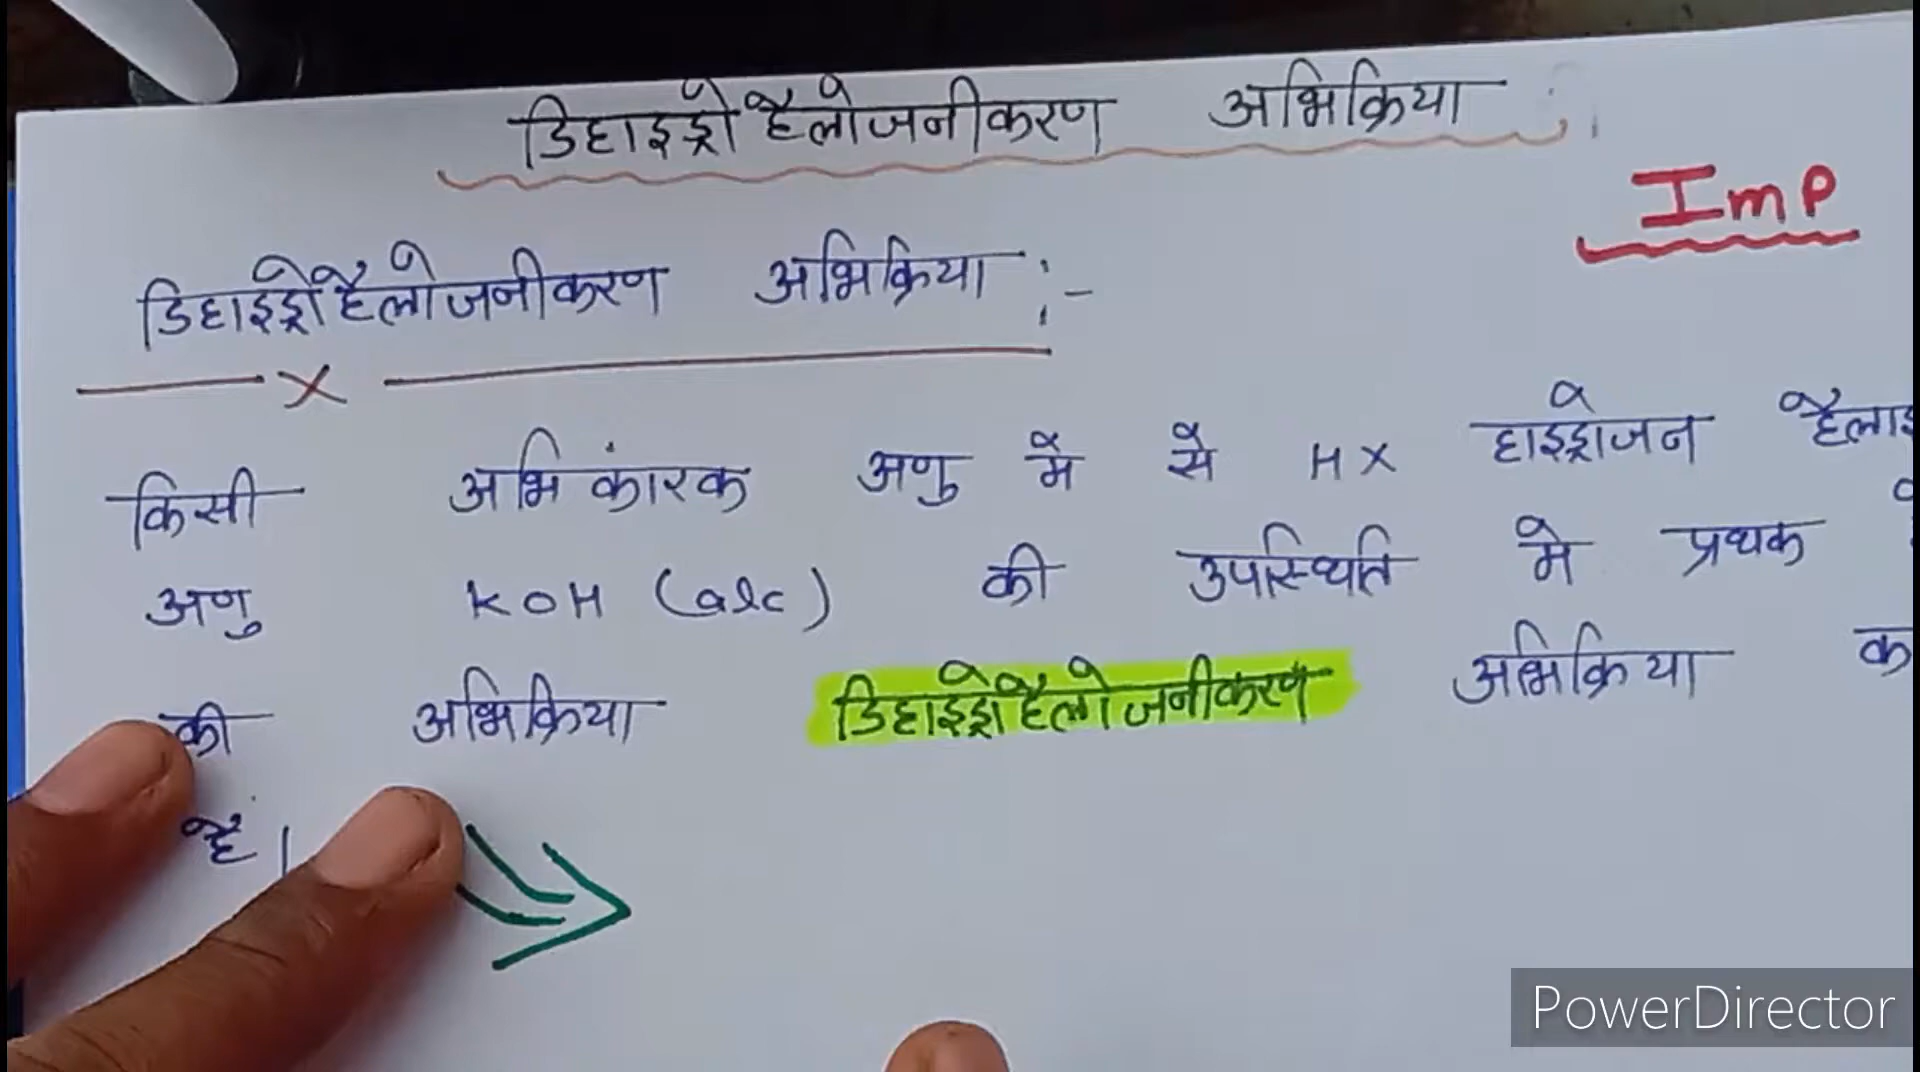 डिहाइड्रोहैलोजनीकरण अभिक्रिया
Imp
डिहाइड्रोहैलोजनीकरण अभिक्रिया :-
किसी अभिकांरक अणु मे से HX हाइड्रोजन हैलाइ
अणु KOH (alc) की उपस्थिति मे प्रथक
की अभिक्रिया डिहाइड्रोहैलोजनीकरण अभिक्रिया क
है।
PowerDirector